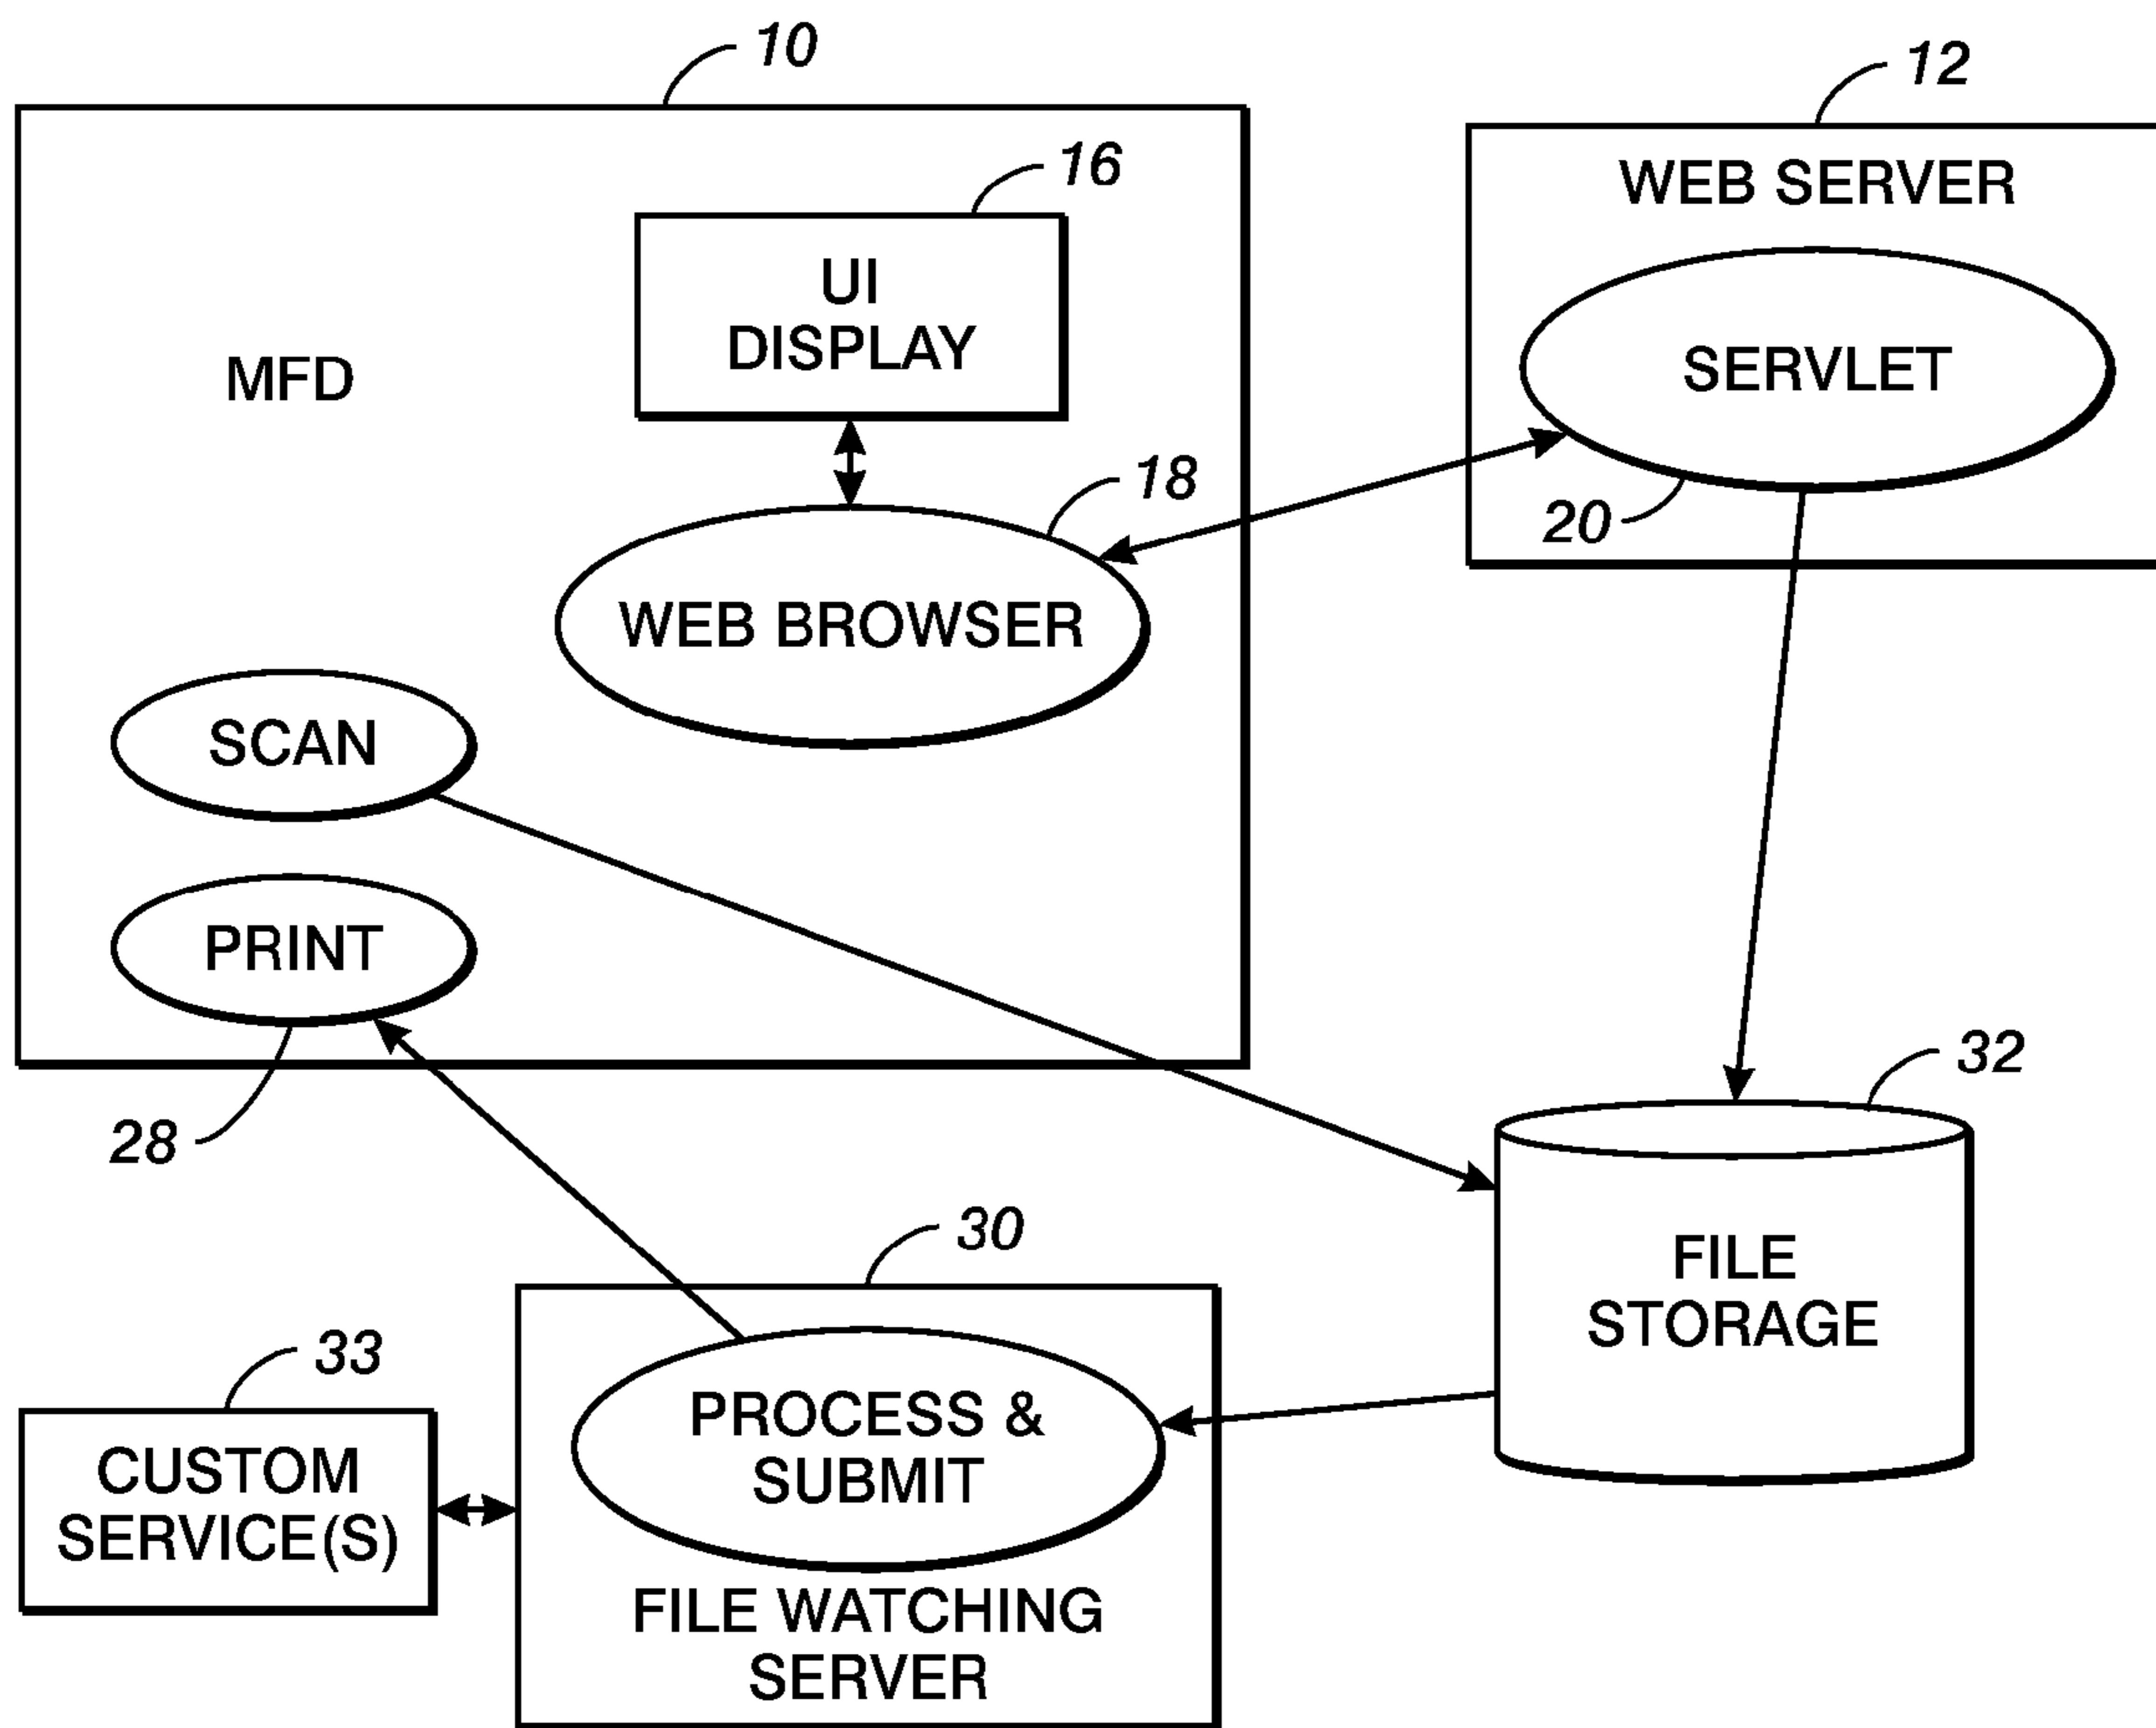 10
12
16
WEB SERVER
UI
DISPLAY
MFD
SERVLET
18
20
WEB BROWSER
SCAN
PRINT
28
32
30
FILE
STORAGE
33
PROCESS &
SUBMIT
CUSTOM
SERVICE(S)
FILE WATCHING
SERVER